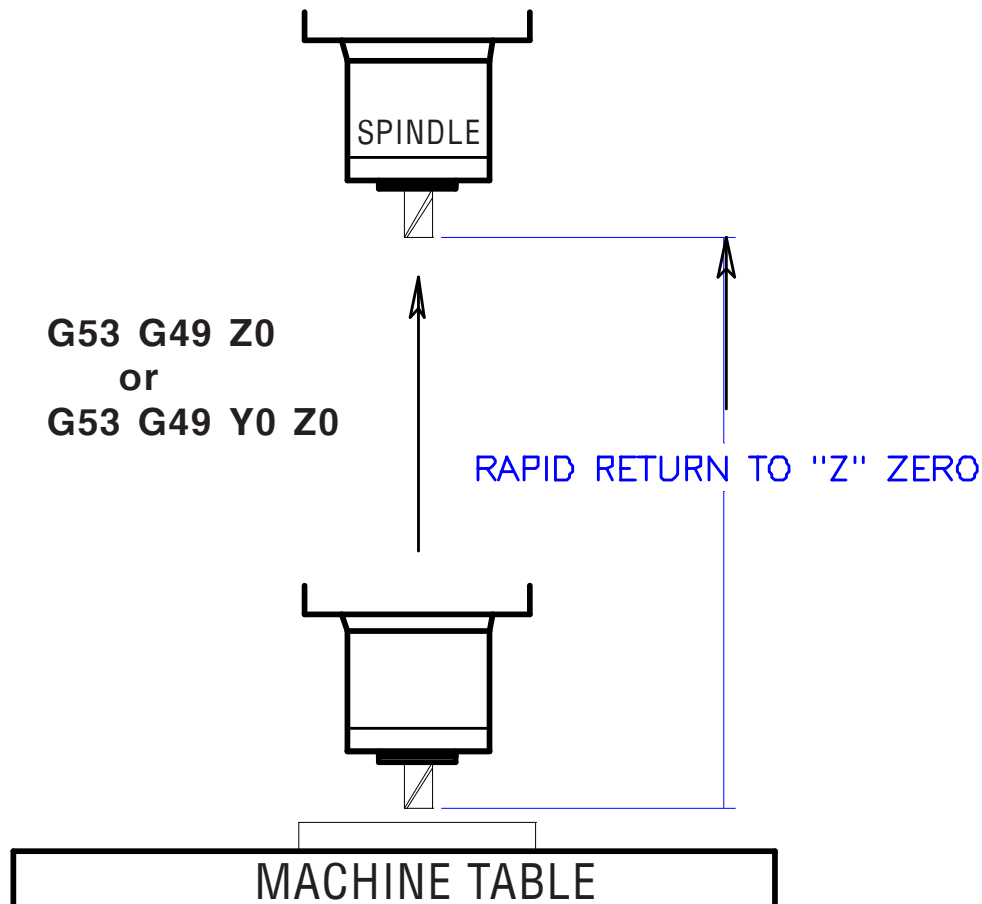 SPINDLE
G53 G49 Z0
or
G53 G49 Y0 Z0
RAPID RETURN TO "Z" ZERO
MACHINE TABLE